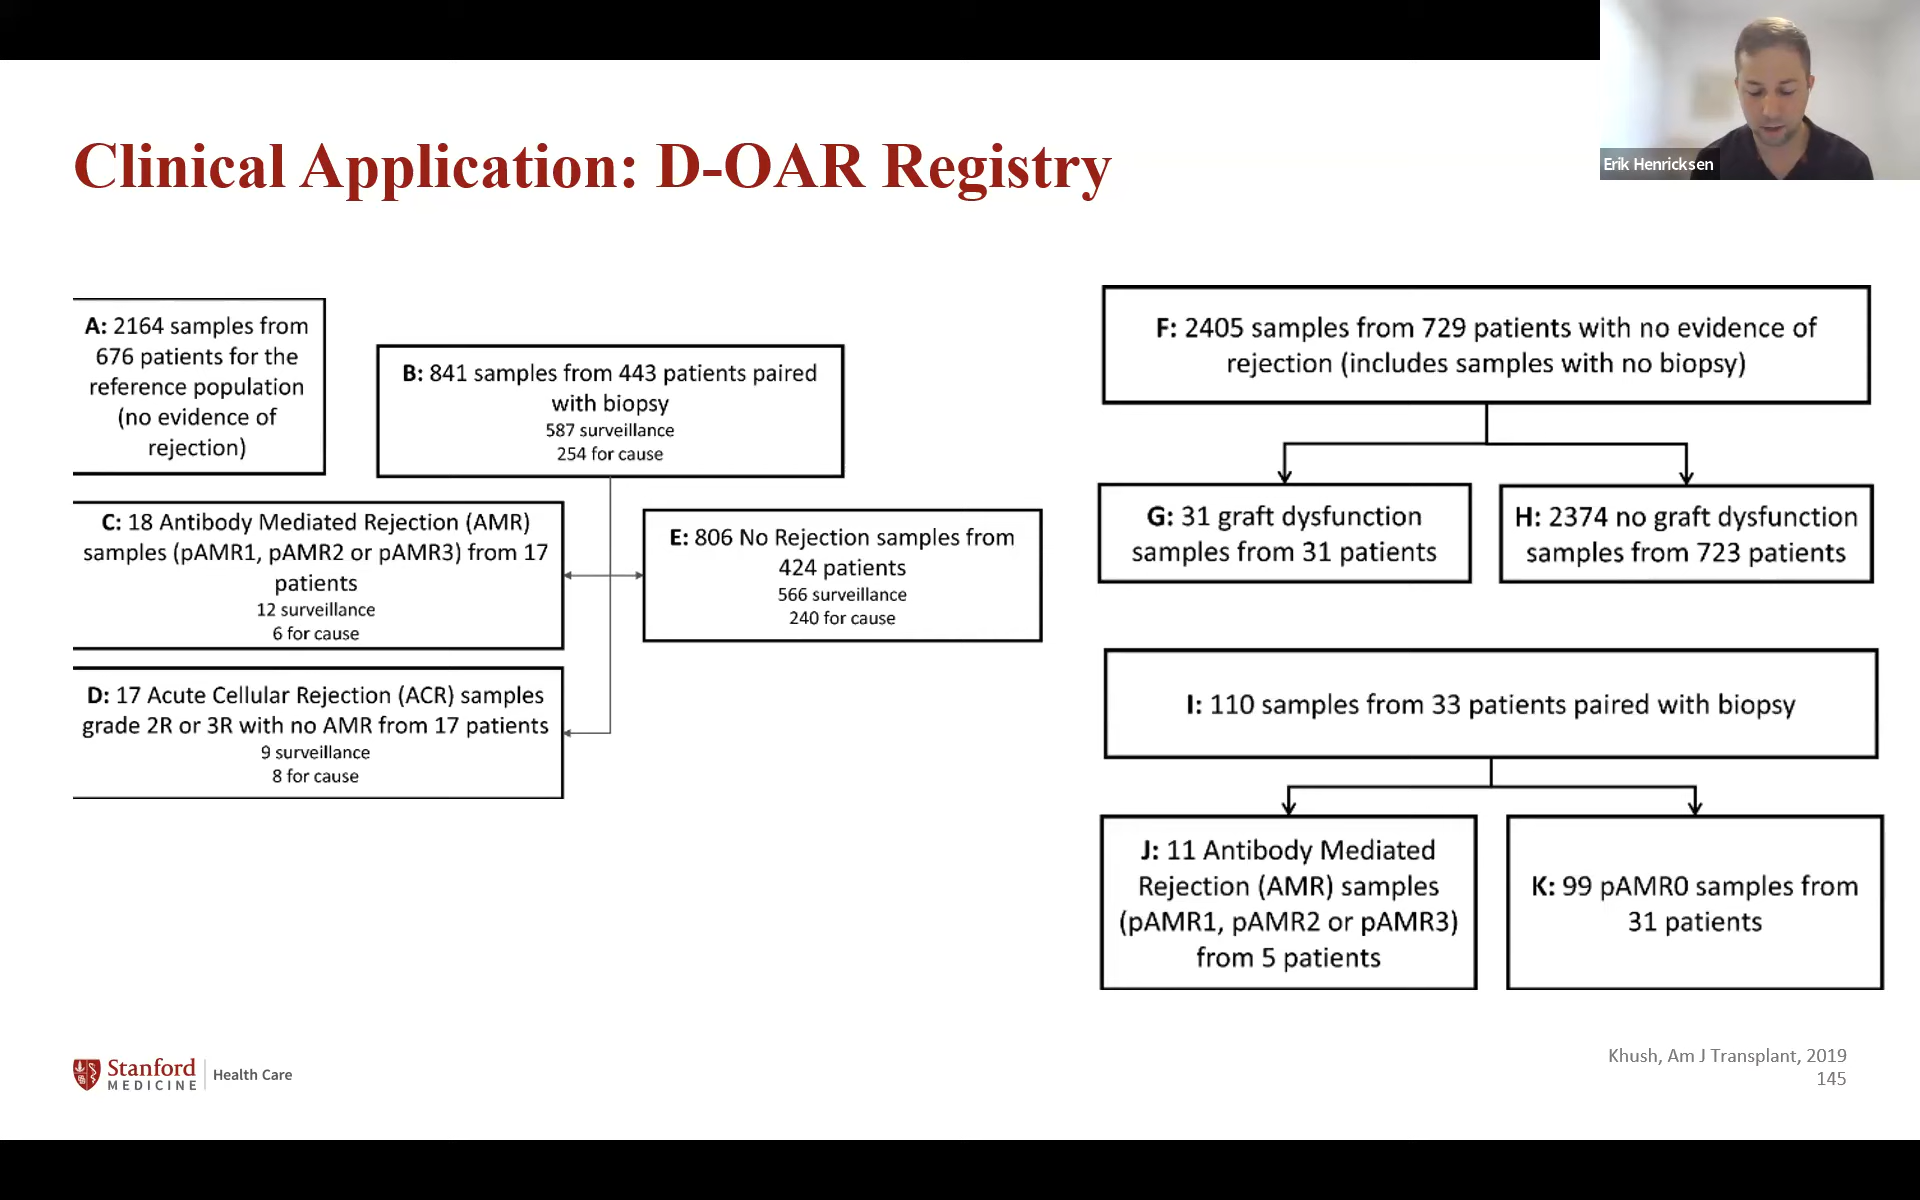 Erik Henricksen
Clinical Application: D-OAR Registry
A: 2164 samples from
676 patients for the
reference population
(no evidence of
rejection)
B: 841 samples from 443 patients paired
with biopsy
587 surveillance
254 for cause
C: 18 Antibody Mediated Rejection (AMR)
samples (pAMR1, pAMR2 or pAMR3) from 17
patients
12 surveillance
6 for cause
E: 806 No Rejection samples from
424 patients
566 surveillance
240 for cause
D: 17 Acute Cellular Rejection (ACR) samples
grade 2R or 3R with no AMR from 17 patients
9 surveillance
8 for cause
F: 2405 samples from 729 patients with no evidence of
rejection (includes samples with no biopsy)
G: 31 graft dysfunction
samples from 31 patients
H: 2374 no graft dysfunction
samples from 723 patients
I: 110 samples from 33 patients paired with biopsy
J: 11 Antibody Mediated
Rejection (AMR) samples
(pAMR1, pAMR2 or pAMR3)
from 5 patients
K: 99 pAMR0 samples from
31 patients
Stanford
MEDICINE
Health Care
Khush, Am J Transplant, 2019
145